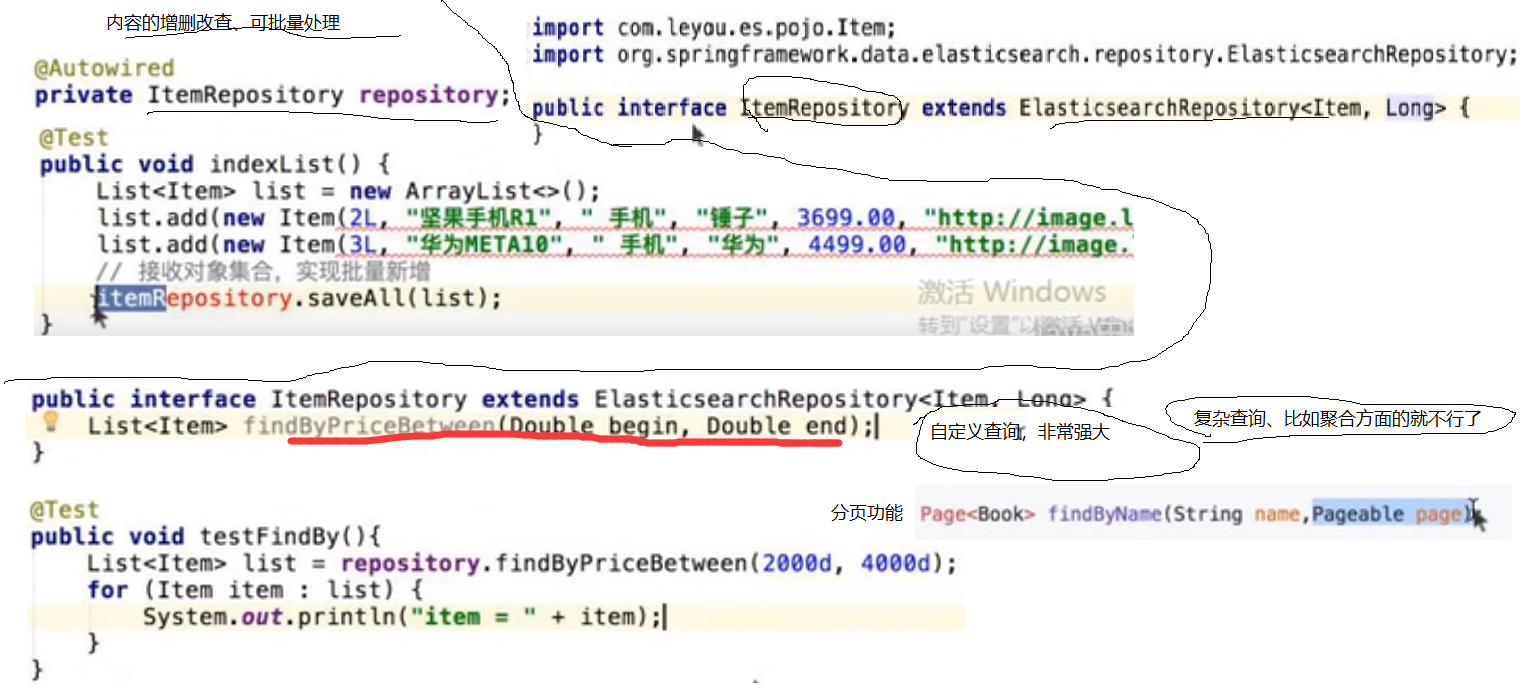 内容的增删改查、可批量处理
@Autowired
private ItemRepository repository;
import com.leyou.es.pojo.Item;
import org.springframework.data.elasticsearch.repository.ElasticsearchRepository;
public interface ItemRepository extends ElasticsearchRepository<Item, Long> {
}
@Test
public void indexList() {
List<Item> list = new ArrayList<>();
list.add(new Item(2L, "坚果手机R1", " 手机", "锤子", 3699.00, "http://image.l
list.add(new Item(3L, "华为META10", " 手机", "华为", 4499.00, "http://image.
// 接收对象集合，实现批量新增
itemRepository.saveAll(list);
}
激活 Windows
转到"设置"以激活
public interface ItemRepository extends ElasticsearchRepository<Item, Long> {
List<Item> findByPriceBetween(Double begin, Double end);
}
自定义查询，非常强大
复杂查询、比如聚合方面的就不行了
分页功能 Page<Book> findByName(String name,Pageable page)
@Test
public void testFindBy(){
List<Item> list = repository.findByPriceBetween(2000d, 4000d);
for (Item item : list) {
System.out.println("item = " + item);
}
}